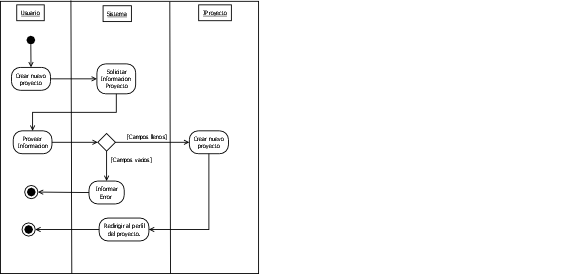 Usuario
Sistema
TProyecto
Crear nuevo
proyecto
Solicitar
Informacion
Proyecto
Proveer
Informacion
[Campos llenos]
Crear nuevo
proyecto
[Campos vacios]
Informar
Error
Redirigir al perfil
del proyecto.